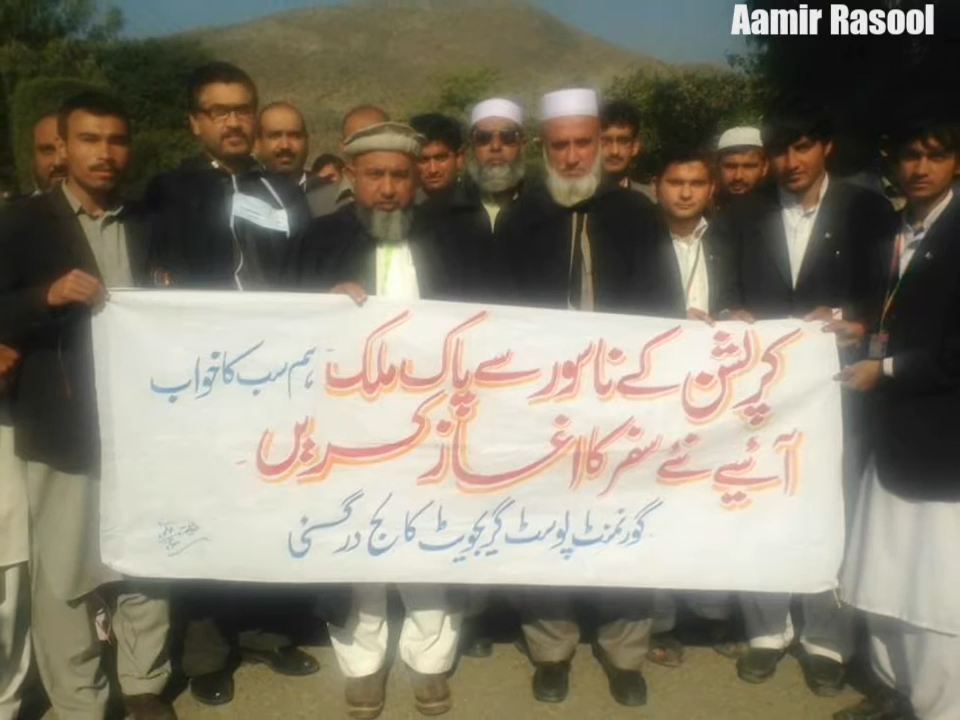 Aamir Rasool
کرپشن کے ناسور سے پاک ملک - ہم سب کا خواب
آئیے نئے سفر کا اغاز کریں -
گورنمنٹ پوسٹ گریجویٹ کالج درگئی